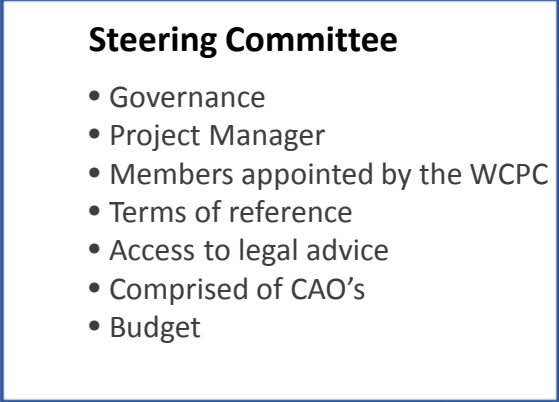 Steering Committee
• Governance
• Project Manager
• Members appointed by the WCPC
• Terms of reference
• Access to legal advice
• Comprised of CAO’s
• Budget